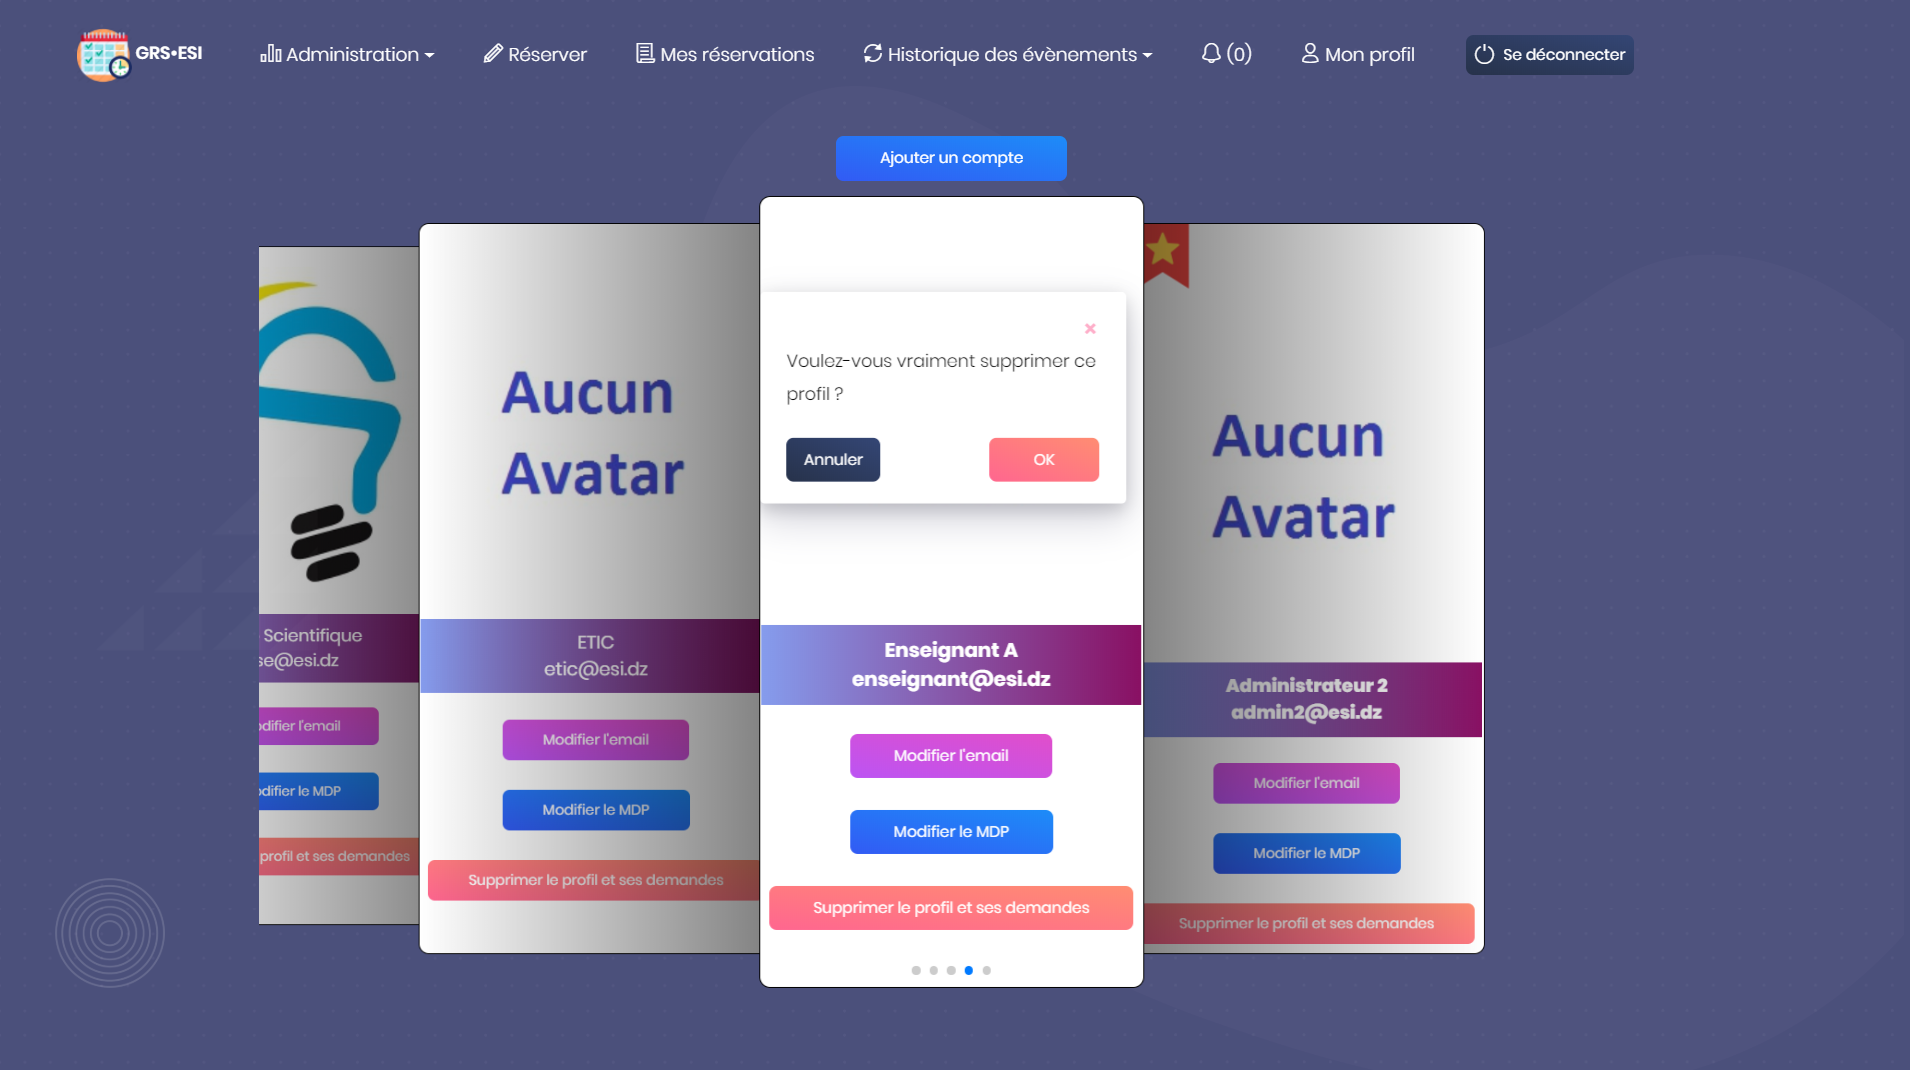 GRS•ESI
Administration
Réserver
Mes réservations
Historique des évènements
(0)
Mon profil
Se déconnecter
Ajouter un compte
Scientifique
se@esi.dz
odifier l'email
odifier le MDP
profil et ses demandes
Aucun
Avatar
ETIC
etic@esi.dz
Modifier l'email
Modifier le MDP
Supprimer le profil et ses demandes
×
Voulez-vous vraiment supprimer ce
profil ?
Annuler
OK
Enseignant A
enseignant@esi.dz
Modifier l'email
Modifier le MDP
Supprimer le profil et ses demandes
Aucun
Avatar
Administrateur 2
admin2@esi.dz
Modifier l'email
Modifier le MDP
Supprimer le profil et ses demandes